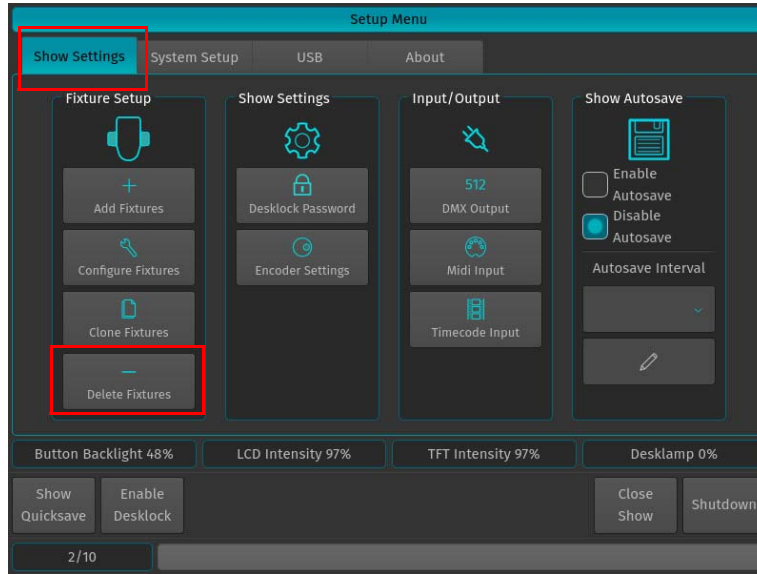 Setup Menu
Show Settings
System Setup
USB
About
Fixture Setup
Add Fixtures
Configure Fixtures
Clone Fixtures
Delete Fixtures
Show Settings
Desklock Password
Encoder Settings
Input/Output
512
DMX Output
Midi Input
Timecode Input
Show Autosave
Enable
Autosave
Disable
Autosave
Autosave Interval
Button Backlight 48%
LCD Intensity 97%
TFT Intensity 97%
Desklamp 0%
Show
Quicksave
Enable
Desklock
Close
Show
Shutdown
2/10